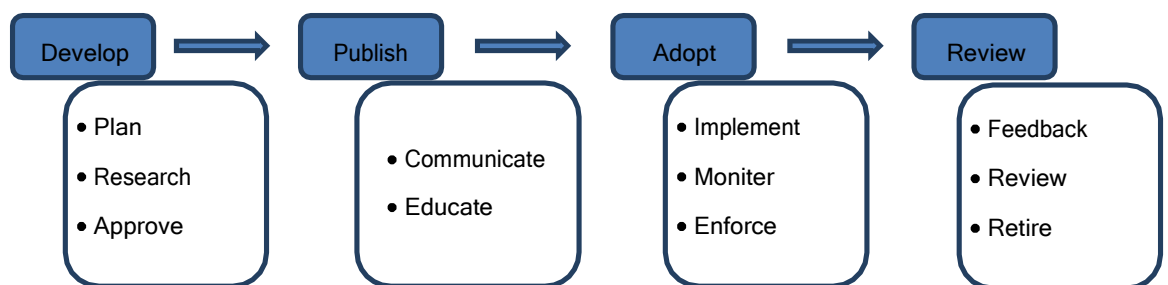 Develop
• Plan
• Research
• Approve
Publish
• Communicate
• Educate
Adopt
• Implement
• Moniter
• Enforce
Review
• Feedback
• Review
• Retire